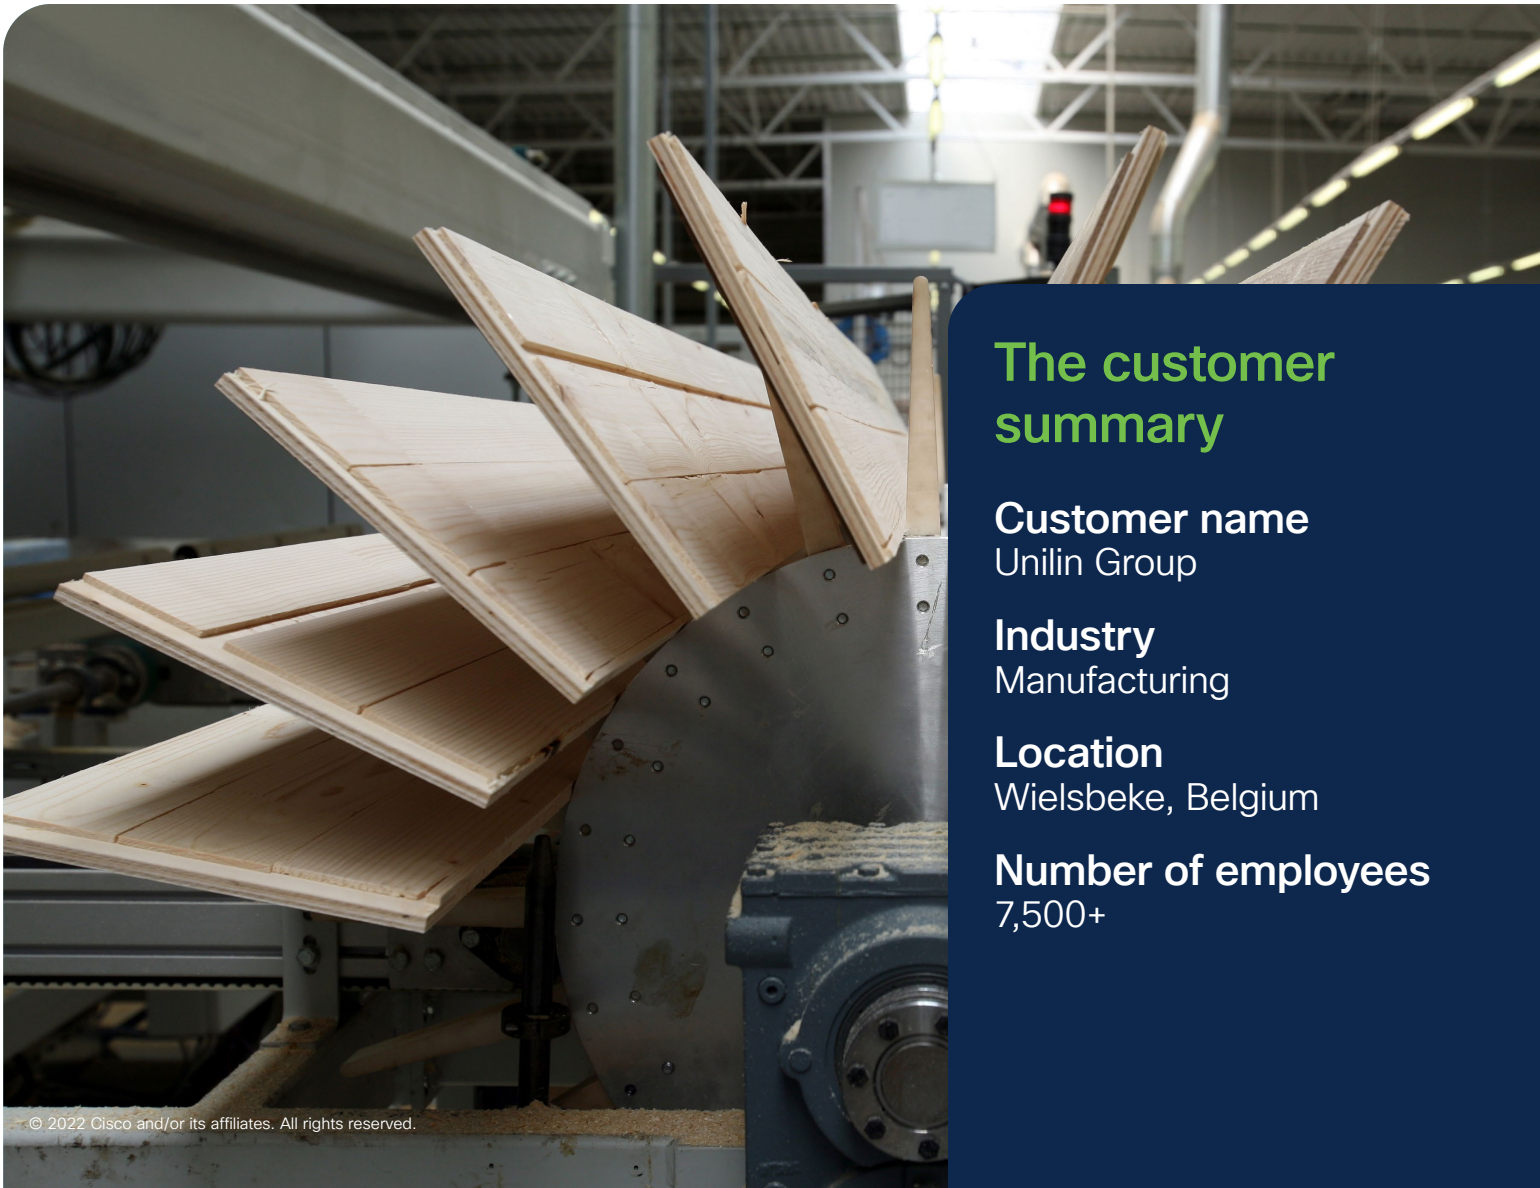 The customer
summary
Customer name
Unilin Group
Industry
Manufacturing
Location
Wielsbeke, Belgium
Number of employees
7,500+
© 2022 Cisco and/or its affiliates. All rights reserved.